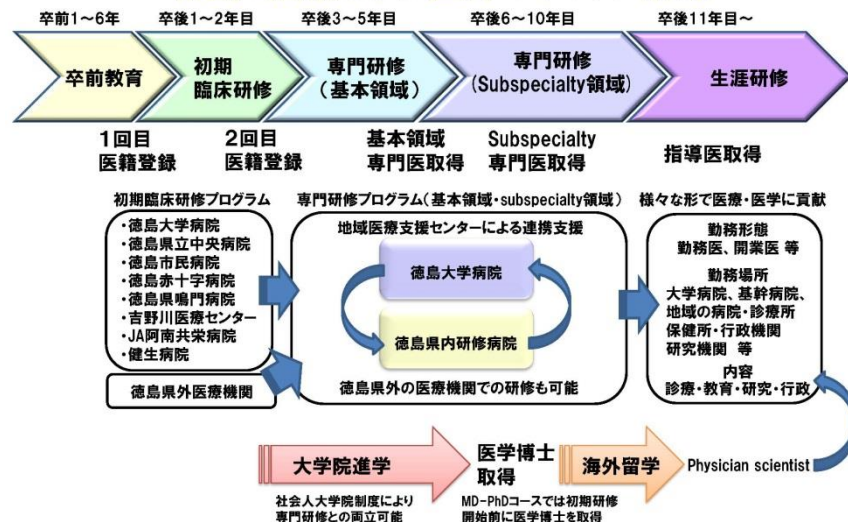 卒前1～6年
卒後1～2年目
卒後3～5年目
卒後6～10年目
卒後11年目～
卒前教育
初期
臨床研修
専門研修
(基本領域)
専門研修
(Subspecialty領域)
生涯研修
1回目
医籍登録
2回目
医籍登録
基本領域
専門医取得
Subspecialty
専門医取得
指導医取得
初期臨床研修プログラム
・徳島大学病院
・徳島県立中央病院
・徳島市民病院
・徳島赤十字病院
・徳島県鳴門病院
・吉野川医療センター
・JA阿南共栄病院
・健生病院
徳島県外医療機関
専門研修プログラム(基本領域・subspecialty領域)
地域医療支援センターによる連携支援
徳島大学病院
徳島県内研修病院
徳島県外の医療機関での研修も可能
様々な形で医療・医学に貢献
勤務形態
勤務医、開業医 等
勤務場所
大学病院、基幹病院、
地域の病院・診療所
保健所・行政機関
研究機関 等
内容
診療・教育・研究・行政
大学院進学
医学博士
取得
海外留学
Physician scientist
社会人大学院制度により
専門研修との両立可能
MD-PhDコースでは初期研修
開始前に医学博士を取得